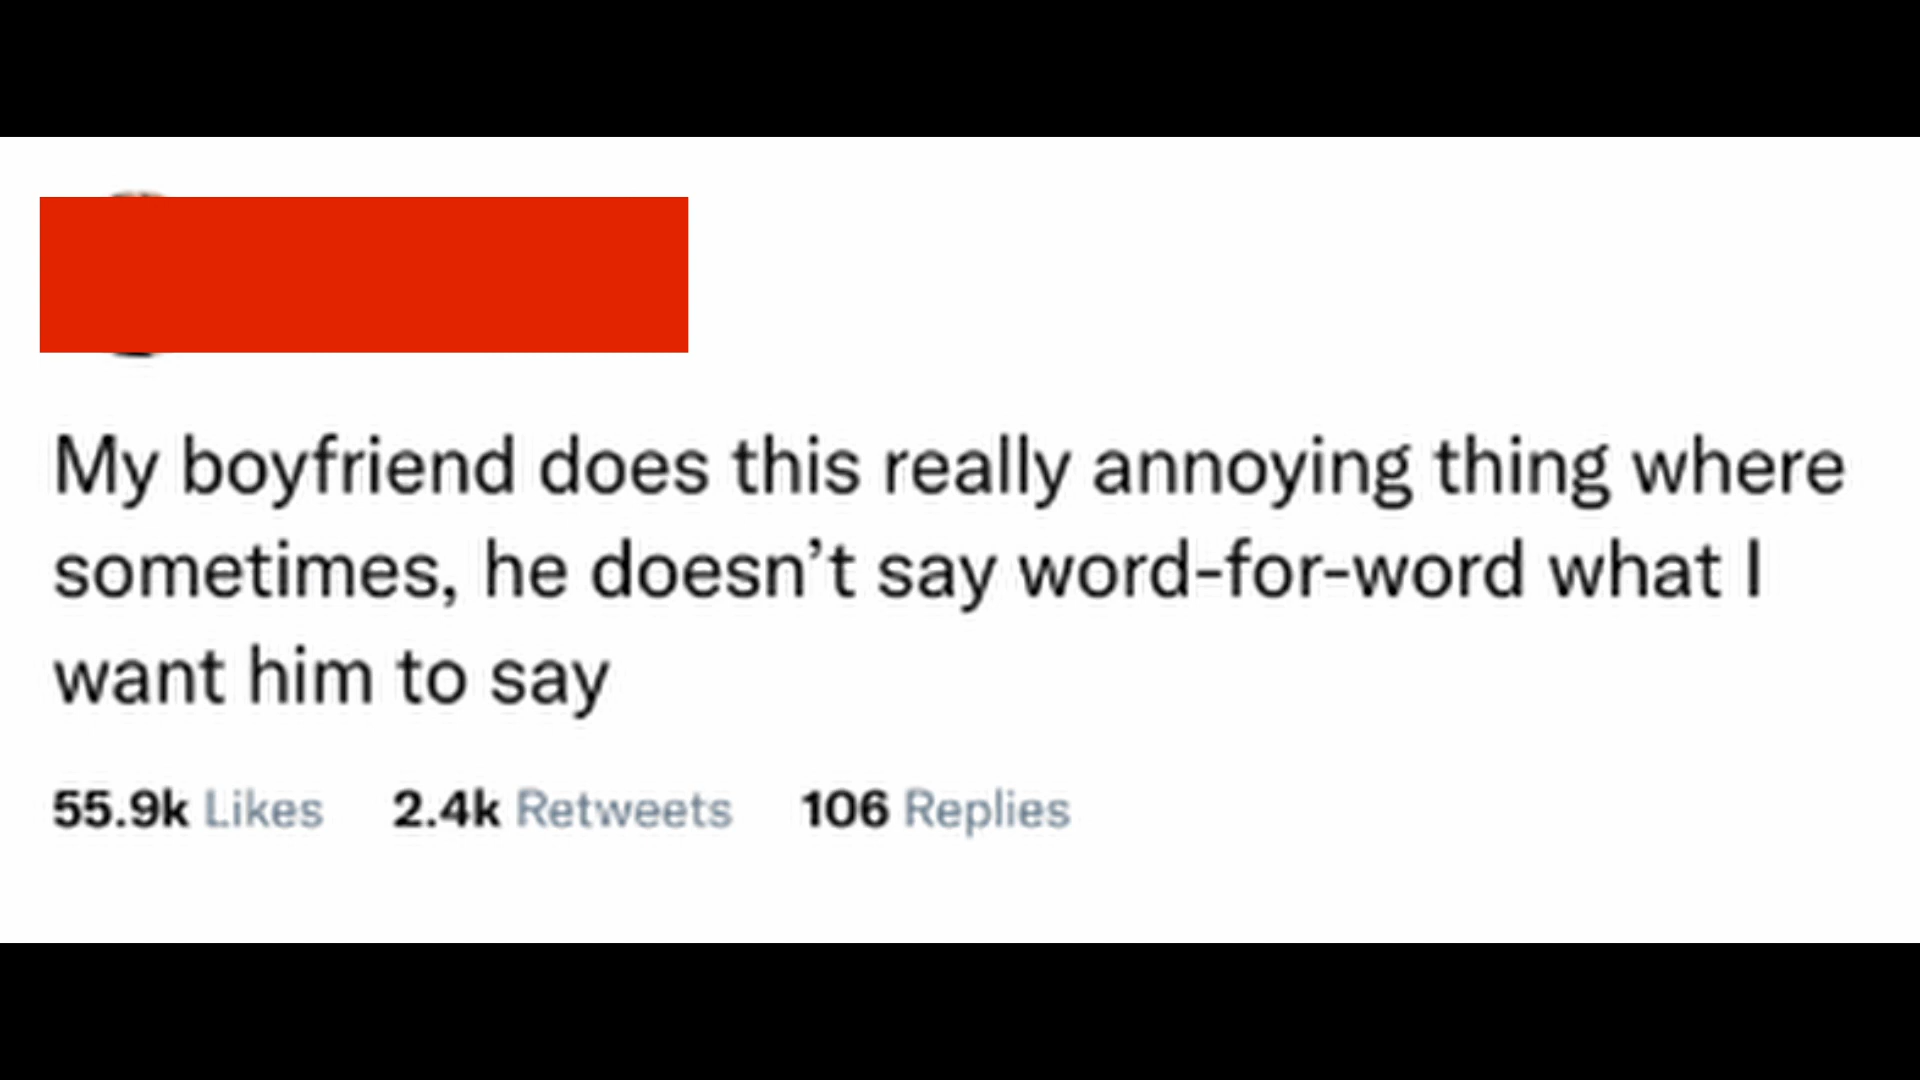 My boyfriend does this really annoying thing where
sometimes, he doesn’t say word-for-word what I
want him to say
55.9k Likes 2.4k Retweets 106 Replies